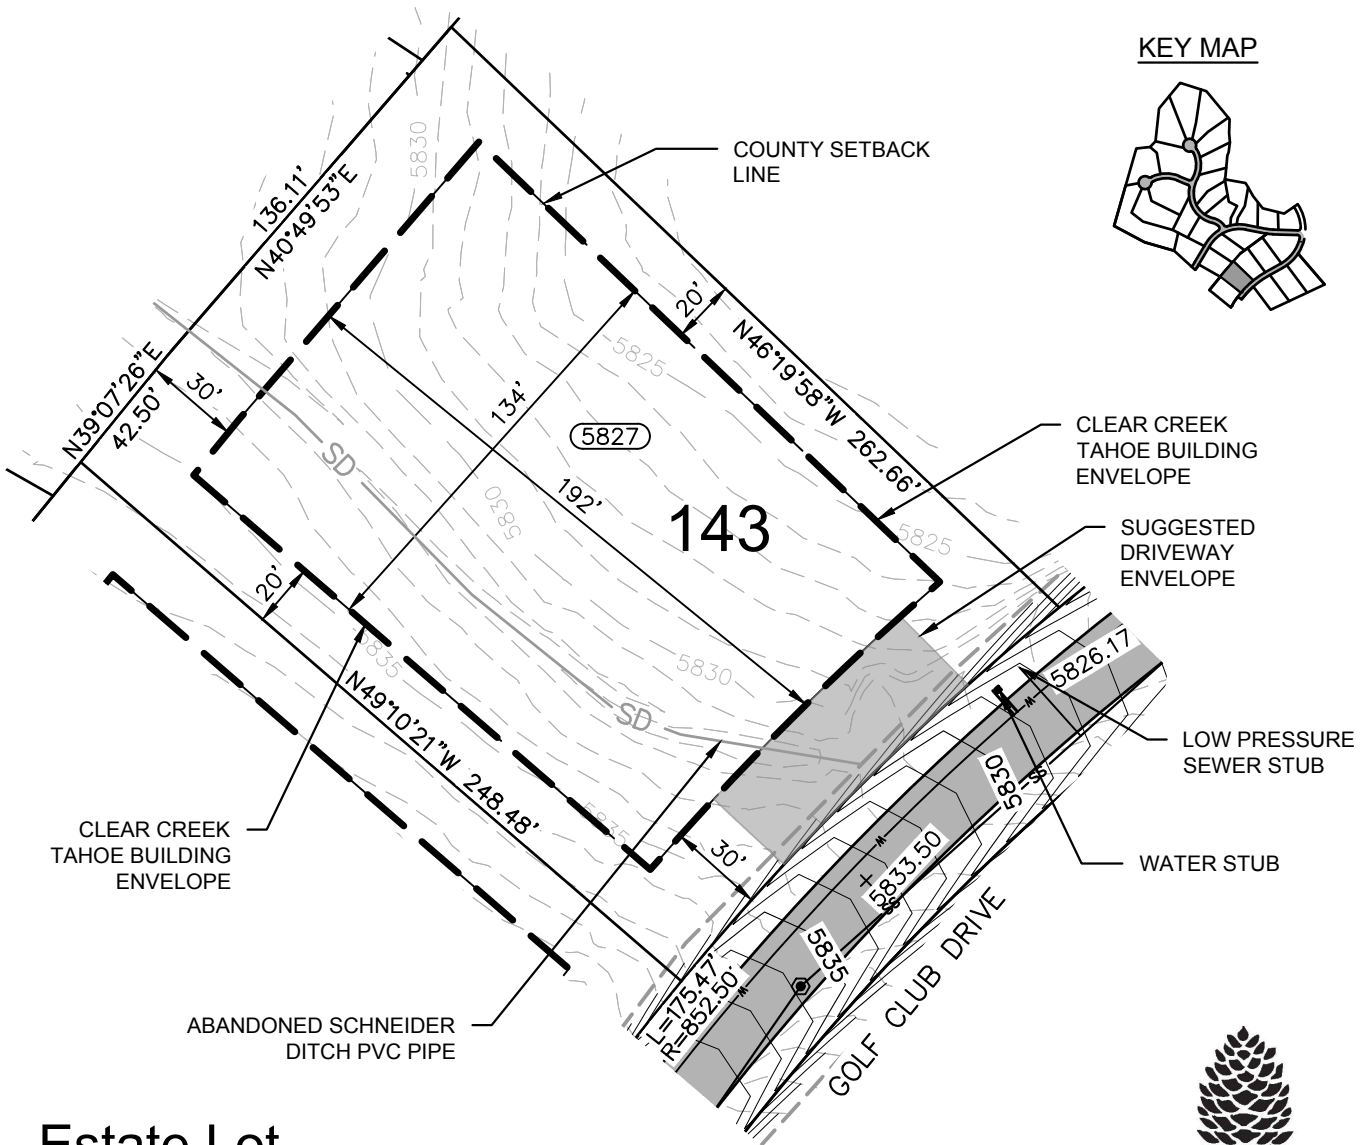 KEY MAP
COUNTY SETBACK
LINE
5830
136.11'
N40°49'53"E
20'
N46°19'58"W 262.66'
5825
N39°07'26"E
42.50'
30'
134'
5827
CLEAR CREEK
TAHOE BUILDING
ENVELOPE
SD
192'
5830
143
5825
SUGGESTED
DRIVEWAY
ENVELOPE
20'
5835
5830
N49°10'21"W 248.48'
SD
5826.17
W
LOW PRESSURE
SEWER STUB
5830
SS
CLEAR CREEK
TAHOE BUILDING
ENVELOPE
5835
30'
W
5833.50
SS
WATER STUB
5835
L=175.47'
R=852.50'
W
GOLF CLUB DRIVE
ABANDONED SCHNEIDER
DITCH PVC PIPE
Estate Lot